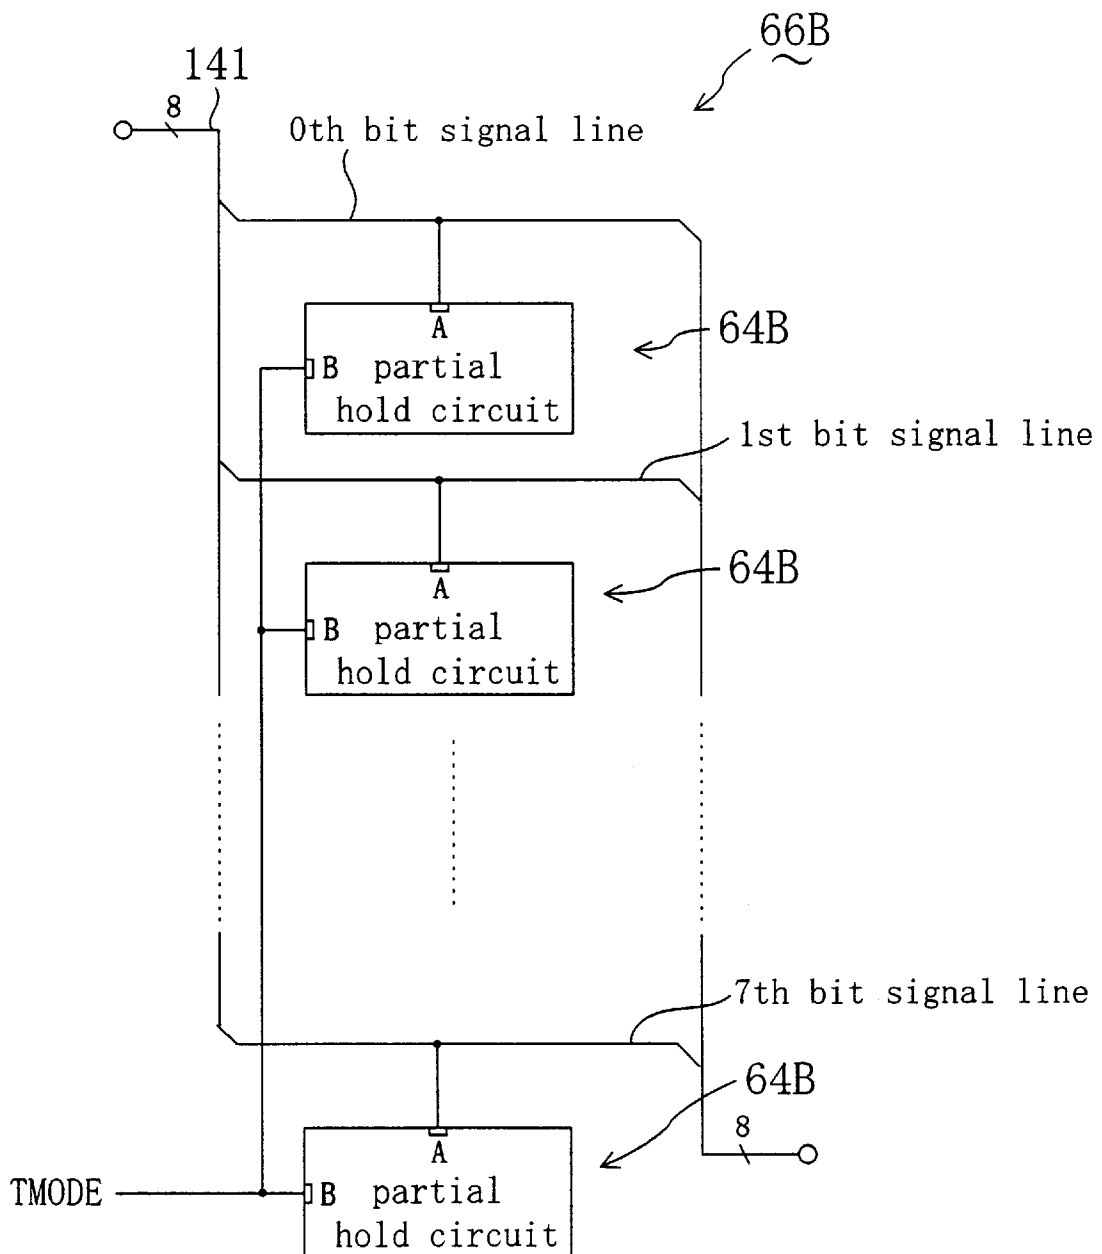 66B
141
8
0th bit signal line
A
64B
B partial
hold circuit
1st bit signal line
A
64B
B partial
hold circuit
7th bit signal line
64B
8
A
TMODE
B partial
hold circuit